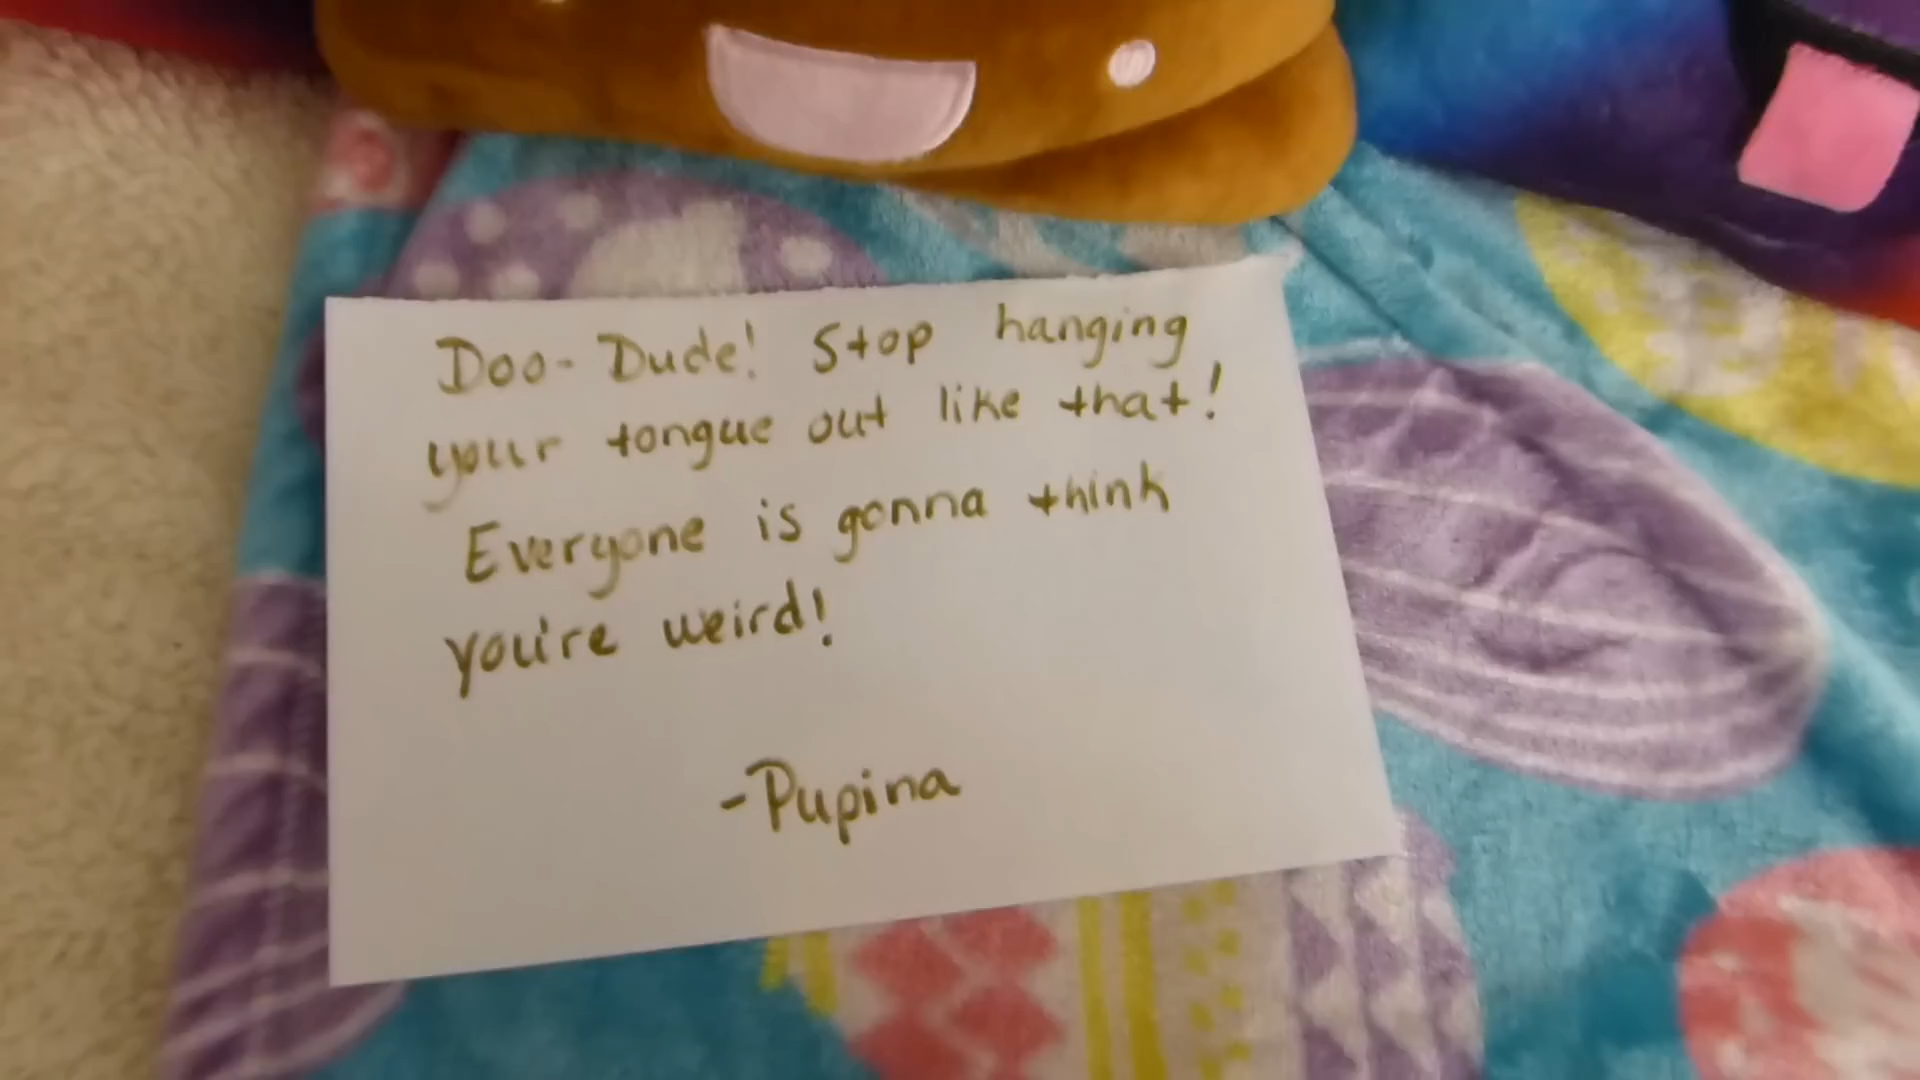 Doo-Dude! Stop hanging
your tongue out like that!
Everyone is gonna think
you're weird!
-Pupina